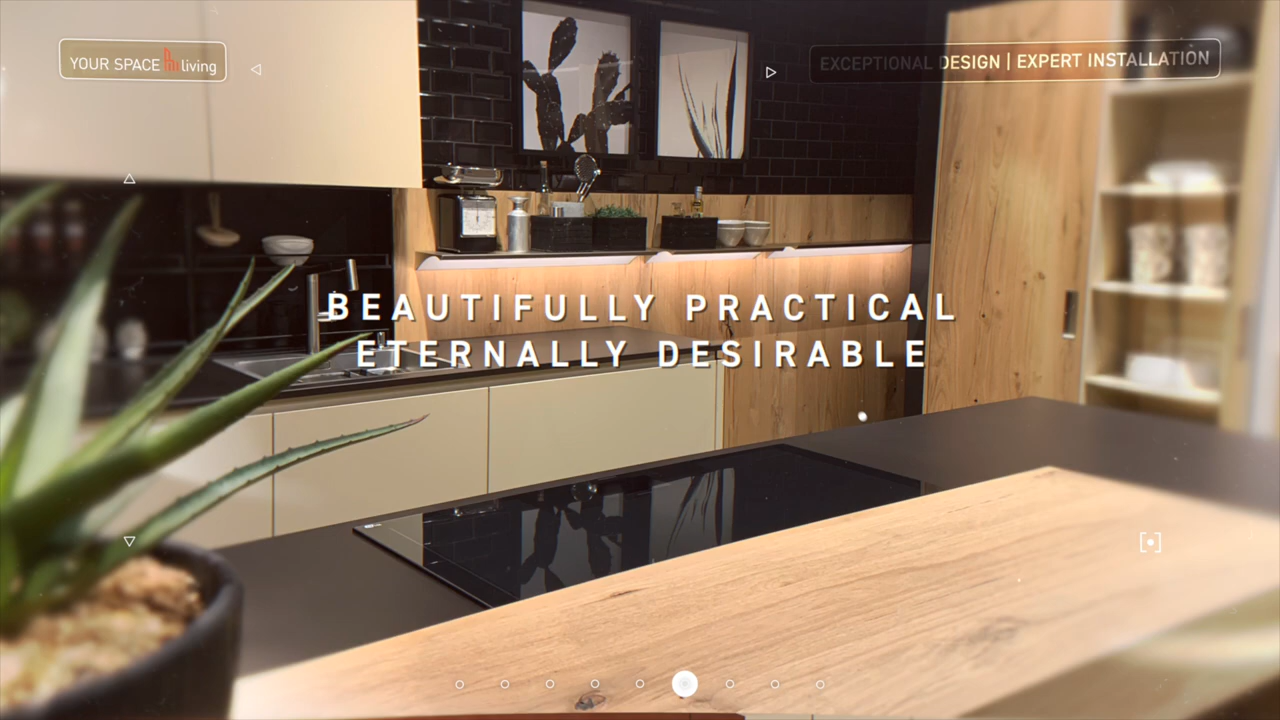 YOUR SPACE living
EXCEPTIONAL DESIGN | EXPERT INSTALLATION
BEAUTIFULLY PRACTICAL
ETERNALLY DESIRABLE